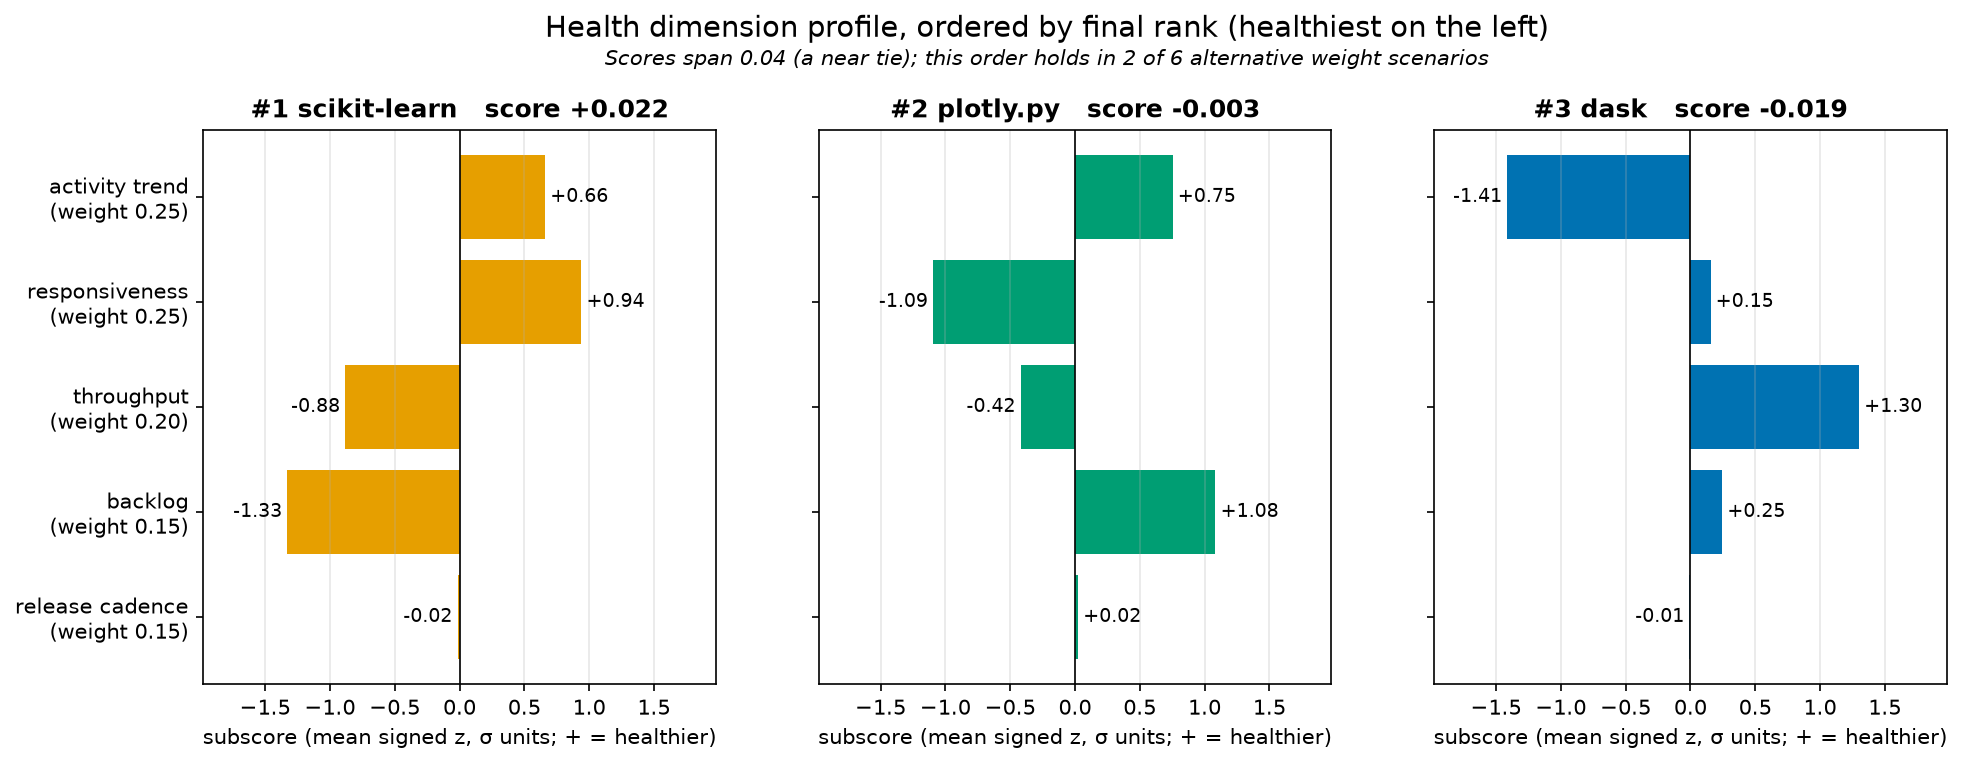 Health dimension profile, ordered by final rank (healthiest on the left)
Scores span 0.04 (a near tie); this order holds in 2 of 6 alternative weight scenarios
#1 scikit-learn   score +0.022
activity trend
(weight 0.25)
responsiveness
(weight 0.25)
throughput
(weight 0.20)
backlog
(weight 0.15)
release cadence
(weight 0.15)
+0.66
+0.94
-0.88
-1.33
-0.02
−1.5 −1.0 −0.5 0.0 0.5 1.0 1.5
subscore (mean signed z, σ units; + = healthier)
#2 plotly.py   score -0.003
+0.75
-1.09
-0.42
+1.08
+0.02
−1.5 −1.0 −0.5 0.0 0.5 1.0 1.5
subscore (mean signed z, σ units; + = healthier)
#3 dask   score -0.019
-1.41
+0.15
+1.30
+0.25
-0.01
−1.5 −1.0 −0.5 0.0 0.5 1.0 1.5
subscore (mean signed z, σ units; + = healthier)